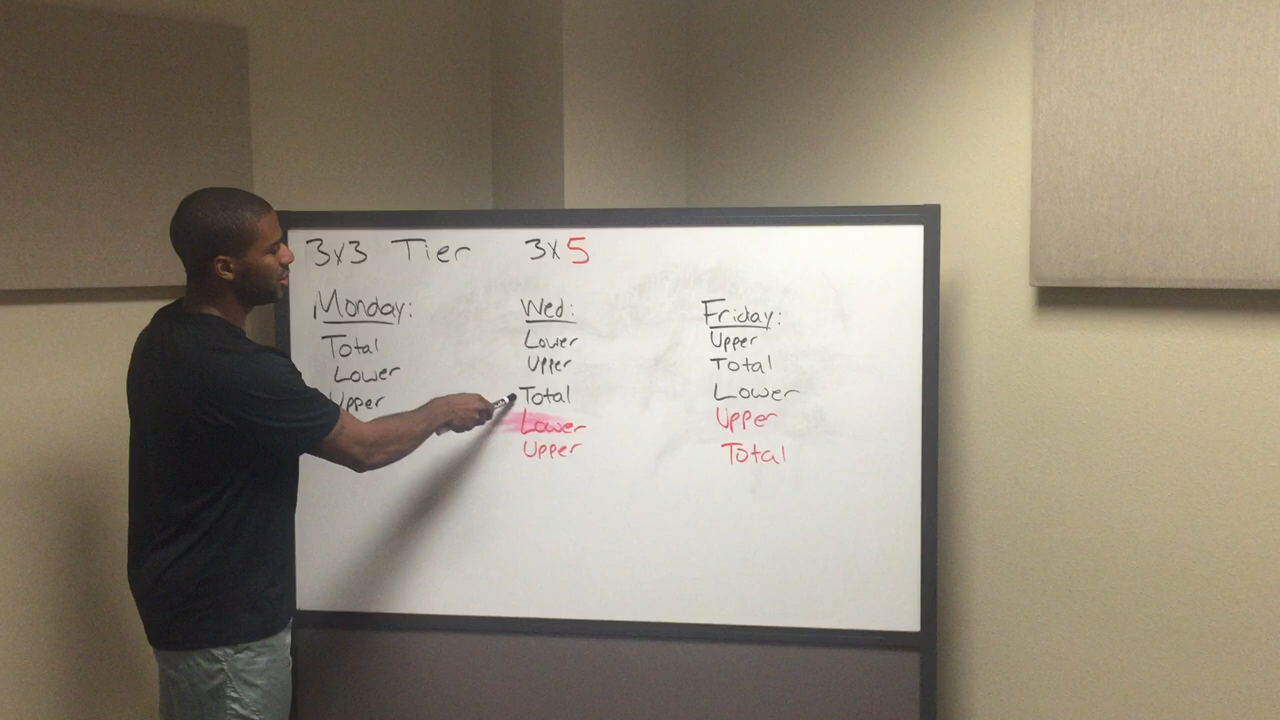 3x3 Tier 3x5
Monday:
Total
Lower
Upper
Wed:
Lower
Upper
Total
Lower
Upper
Friday:
Upper
Total
Lower
Upper
Total